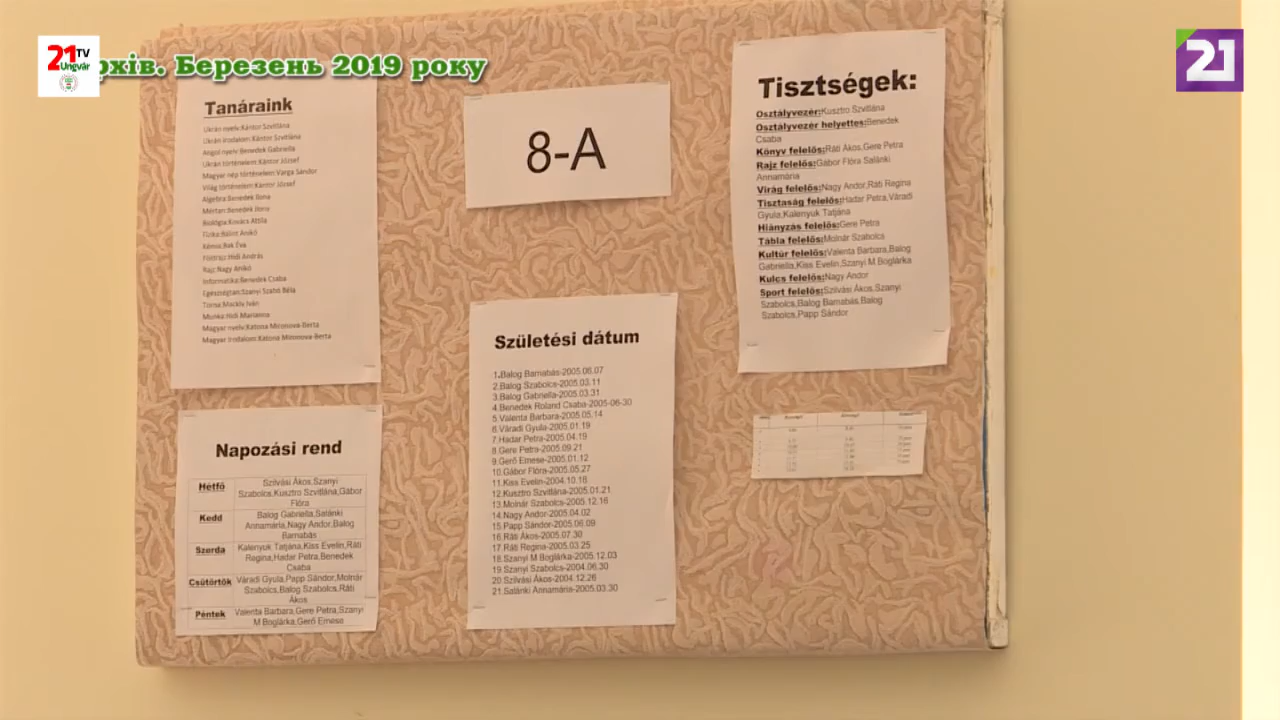 21 TV
Ungvár
рхів. Березень 2019 року
21
Tanáraink
Ukrán nyelv:Kántor Szvitlána
Ukrán irodalom:Kántor Szvitlána
Angol nyelv:Benedek Gabriella
Ukrán történelem:Kántor József
Magyar nép történelem:Varga Sándor
Világ történelem:Kántor József
Algebra:Benedek Ilona
Mértan:Benedek Ilona
Biológia:Kovács Attila
Fizika:Bálint Anikó
Kémia:Bak Éva
Földrajz:Hidi András
Rajz:Nagy Anikó
Informatika:Benedek Csaba
Egészségtan:Szanyi Szabó Béla
Torna:Mackiv Iván
Munka:Hidi Marianna
Magyar nyelv:Katona Mironova-Berta
Magyar irodalom:Katona Mironova-Berta
8-A
Tisztségek:
Osztályvezér:Kusztro Szvitlána
Osztályvezér helyettes:Benedek
Csaba
Könyv felelős:Ráti Ákos,Gere Petra
Rajz felelős:Gábor Flóra Salánki
Annamária
Virág felelős:Nagy Andor,Ráti Regina
Tisztaság felelős:Hadar Petra,Váradi
Gyula,Kalenyuk Tatjána
Hiányzás felelős:Gere Petra
Tábla felelős:Molnár Szabolcs
Kultúr felelős:Valenta Barbara,Balog
Gabriella,Kiss Evelin,Szanyi M Boglárka
Kulcs felelős:Nagy Andor
Sport felelős:Szilvási Ákos,Szanyi
Szabolcs,Balog Barnabás,Balog
Szabolcs,Papp Sándor
Születési dátum
1.Balog Barnabás-2005.06.07
2.Balog Szabolcs-2005.03.11
3.Balog Gabriella-2005.03.31
4.Benedek Roland Csaba-2005-06-30
5.Valenta Barbara-2005.05.14
6.Váradi Gyula-2005.01.19
7.Hadar Petra-2005.04.19
8.Gere Petra-2005.09.21
9.Gerő Emese-2005.01.12
10.Gábor Flóra-2005.05.27
11.Kiss Evelin-2004.10.18
12.Kusztro Szvitlána-2005.01.21
13.Molnár Szabolcs-2005.12.16
14.Nagy Andor-2005.04.02
15.Papp Sándor-2005.06.09
16.Ráti Ákos-2005.07.30
17.Ráti Regina-2005.03.25
18.Szanyi M Boglárka-2005.12.03
19.Szanyi Szabolcs-2004.06.30
20.Szilvási Ákos-2004.12.26
21.Salánki Annamária-2005.03.30
Napozási rend
Hétfő Szilvási Ákos,Szanyi
Szabolcs,Kusztro Szvitlána,Gábor
Flóra
Kedd Balog Gabriella,Salánki
Annamária,Nagy Andor,Balog
Barnabás
Szerda Kalenyuk Tatjána,Kiss Evelin,Ráti
Regina,Hadar Petra,Benedek
Csaba
Csütörtök Váradi Gyula,Papp Sándor,Molnár
Szabolcs,Balog Szabolcs,Ráti
Ákos
Péntek Valenta Barbara,Gere Petra,Szanyi
M Boglárka,Gerő Emese